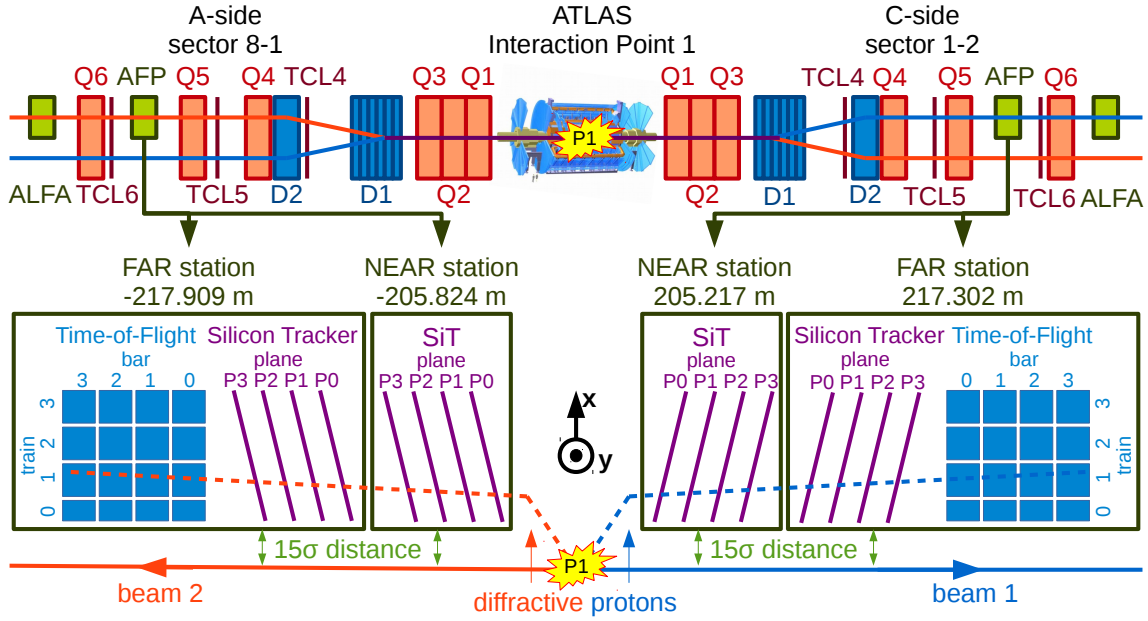 A-side
sector 8-1
ATLAS
Interaction Point 1
C-side
sector 1-2
Q6 AFP Q5 Q4 TCL4 Q3 Q1 Q1 Q3 TCL4 Q4 Q5 AFP Q6
P1
ALFA TCL6 TCL5 D2 D1 Q2 Q2 D1 D2 TCL5 TCL6 ALFA
FAR station
-217.909 m
NEAR station
-205.824 m
NEAR station
205.217 m
FAR station
217.302 m
Time-of-Flight
bar
3 2 1 0
train
3
2
1
0
Silicon Tracker
plane
P3 P2 P1 P0
SiT
plane
P3 P2 P1 P0
x
y
SiT
plane
P0 P1 P2 P3
Silicon Tracker
plane
P0 P1 P2 P3
Time-of-Flight
bar
0 1 2 3
3
2
1
0
train
15σ distance
15σ distance
P1
beam 2
diffractive protons
beam 1